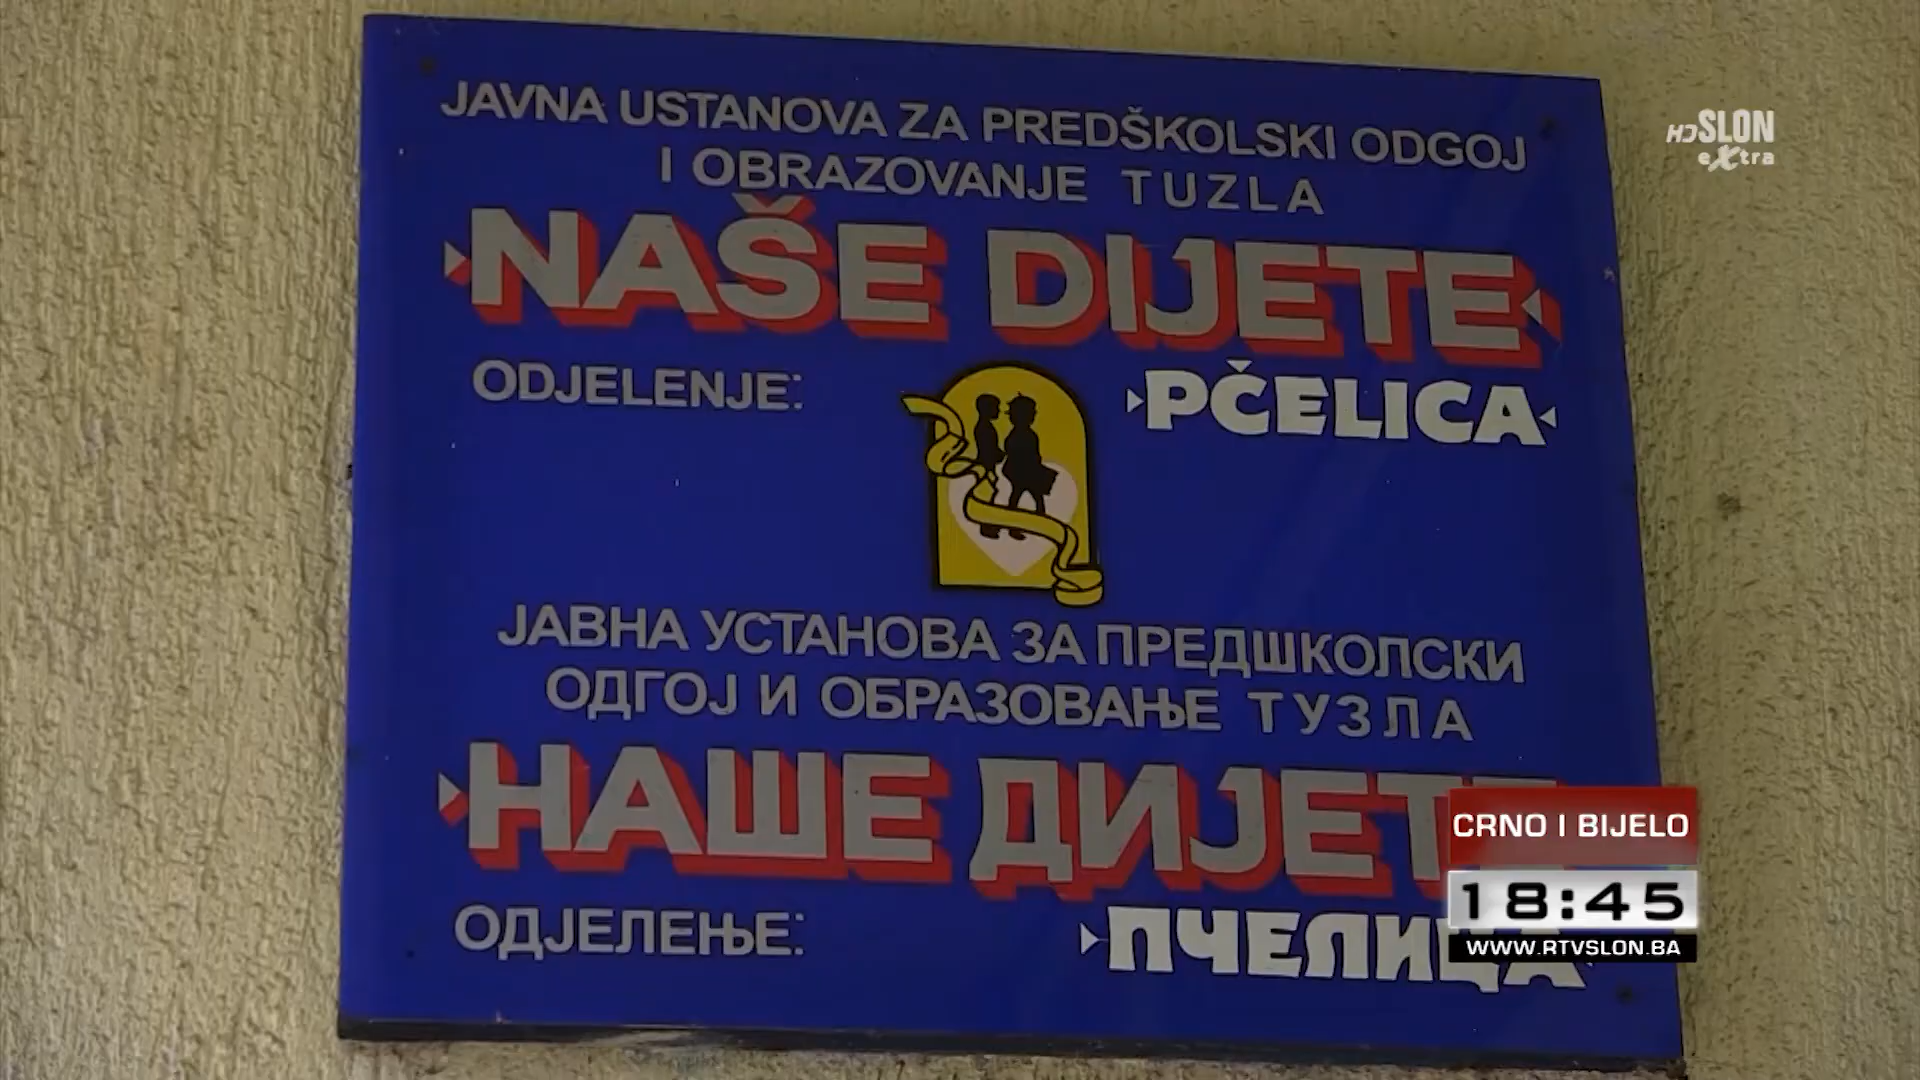 JAVNA USTANOVA ZA PREDŠKOLSKI ODGOJ
I OBRAZOVANJE TUZLA
NAŠE DIJETE
ODJELENJE:
PČELICA
ЈАВНА УСТАНОВА ЗА ПРЕДШКОЛСКИ
ОДГОЈ И ОБРАЗОВАЊЕ ТУЗЛА
НАШЕ ДИЈЕТЕ
ОДЈЕЛЕЊЕ:
ПЧЕЛИЦА
HD SLON
extra
CRNO I BIJELO
18:45
WWW.RTVSLON.BA